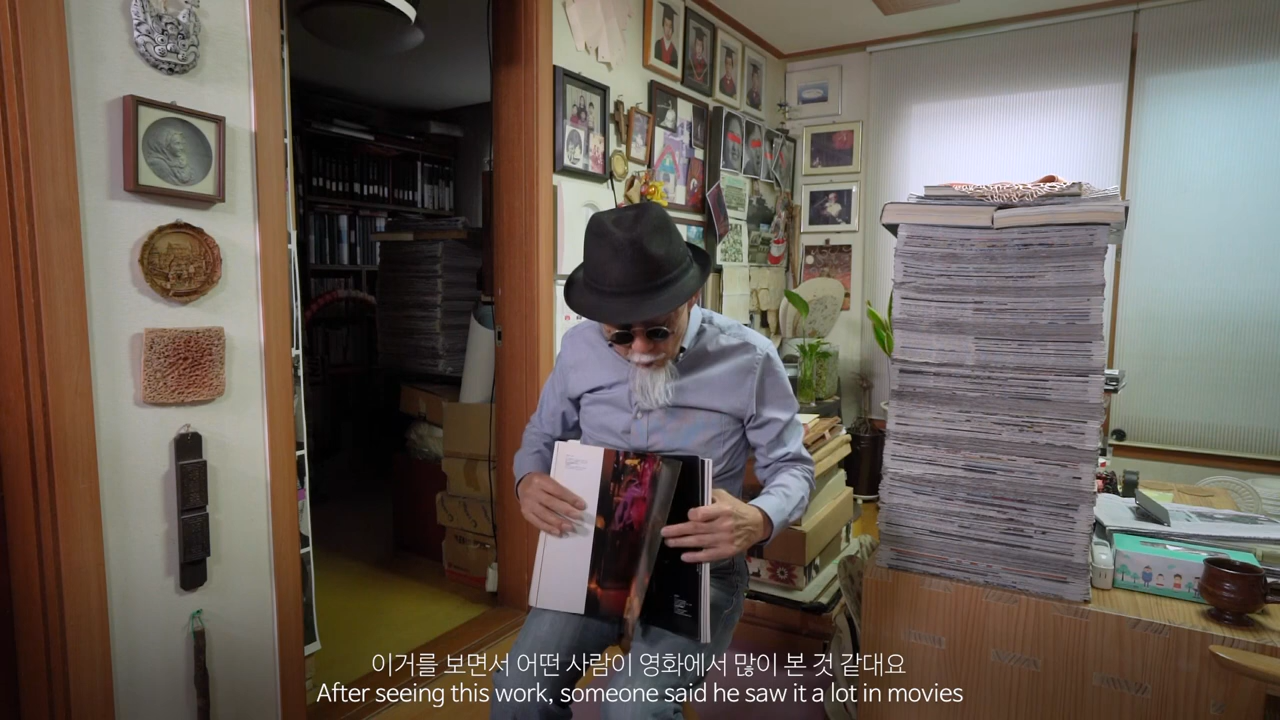 이거를 보면서 어떤 사람이 영화에서 많이 본 것 같대요
After seeing this work, someone said he saw it a lot in movies